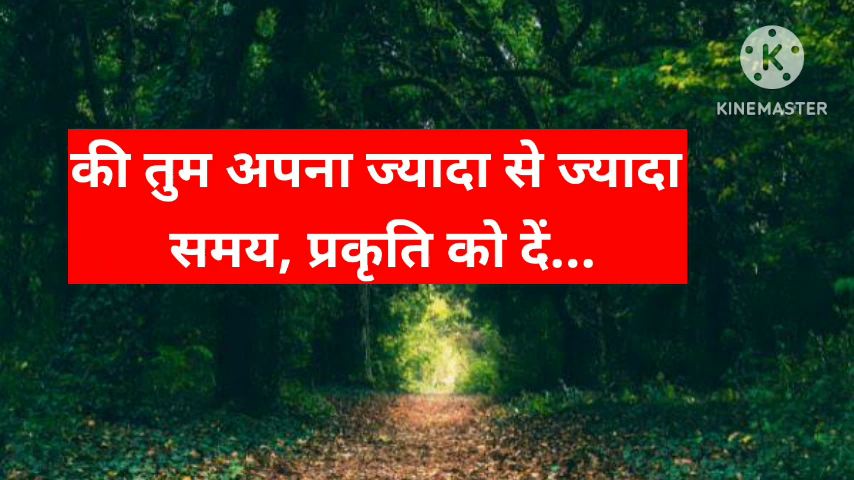 KINEMASTER
की तुम अपना ज्यादा से ज्यादा
समय, प्रकृति को दें...